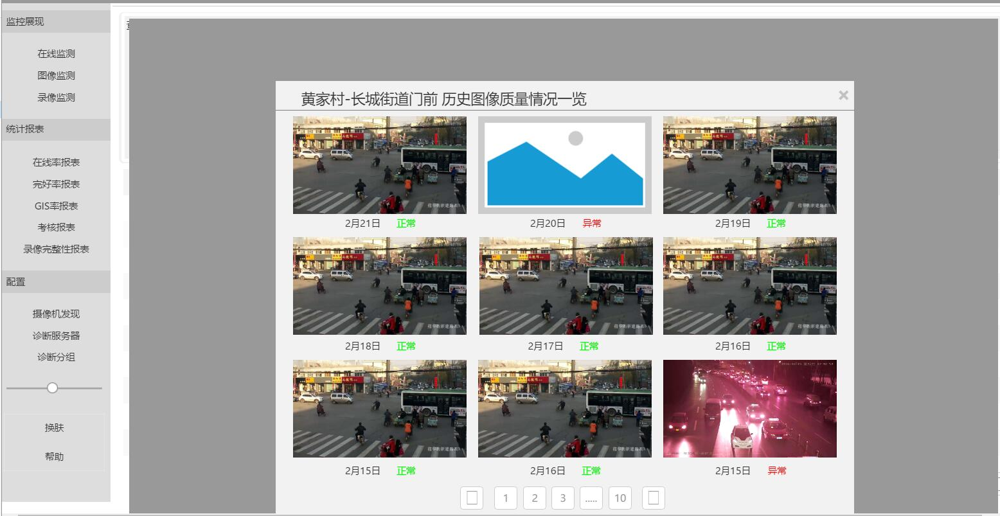 监控展现
在线监测
图像监测
录像监测
统计报表
在线率报表
完好率报表
GIS率报表
考核报表
录像完整性报表
配置
摄像机发现
诊断服务器
诊断分组
换肤
帮助
黄家村-长城街道门前 历史图像质量情况一览
×
2月21日 正常
2月20日 异常
2月19日 正常
2月18日 正常
2月17日 正常
2月16日 正常
2月15日 正常
2月16日 正常
2月15日 异常
1 2 3 ..... 10